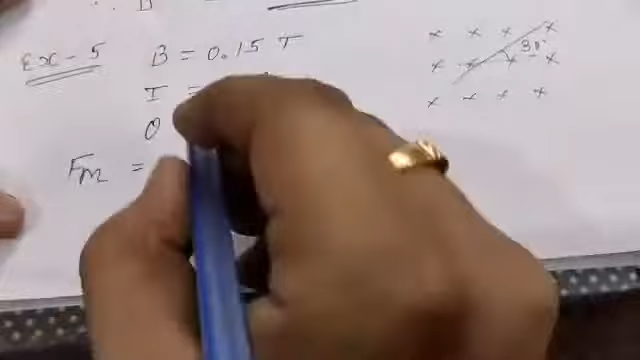 Ex-5 B = 0.15 T
I =
θ
Fm =
30°